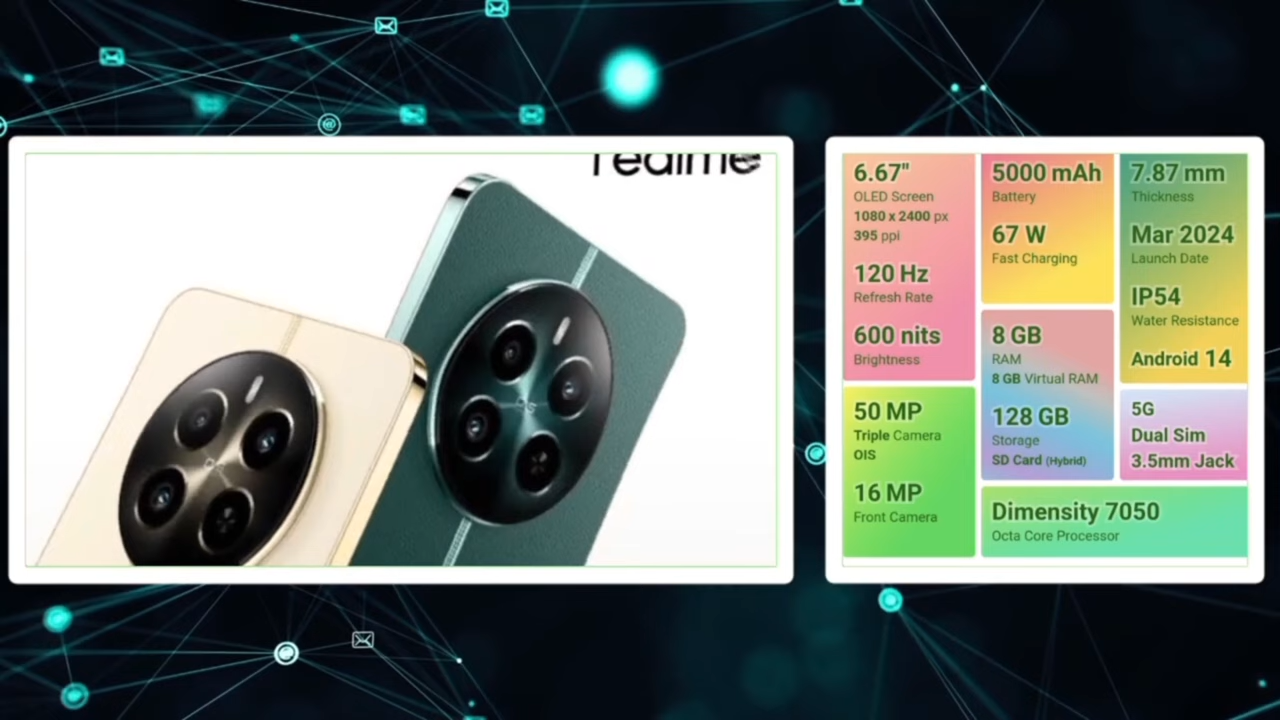 realme
6.67"
OLED Screen
1080 x 2400 px
395 ppi
120 Hz
Refresh Rate
600 nits
Brightness
50 MP
Triple Camera
OIS
16 MP
Front Camera
5000 mAh
Battery
67 W
Fast Charging
8 GB
RAM
8 GB Virtual RAM
128 GB
Storage
SD Card (Hybrid)
7.87 mm
Thickness
Mar 2024
Launch Date
IP54
Water Resistance
Android 14
5G
Dual Sim
3.5mm Jack
Dimensity 7050
Octa Core Processor